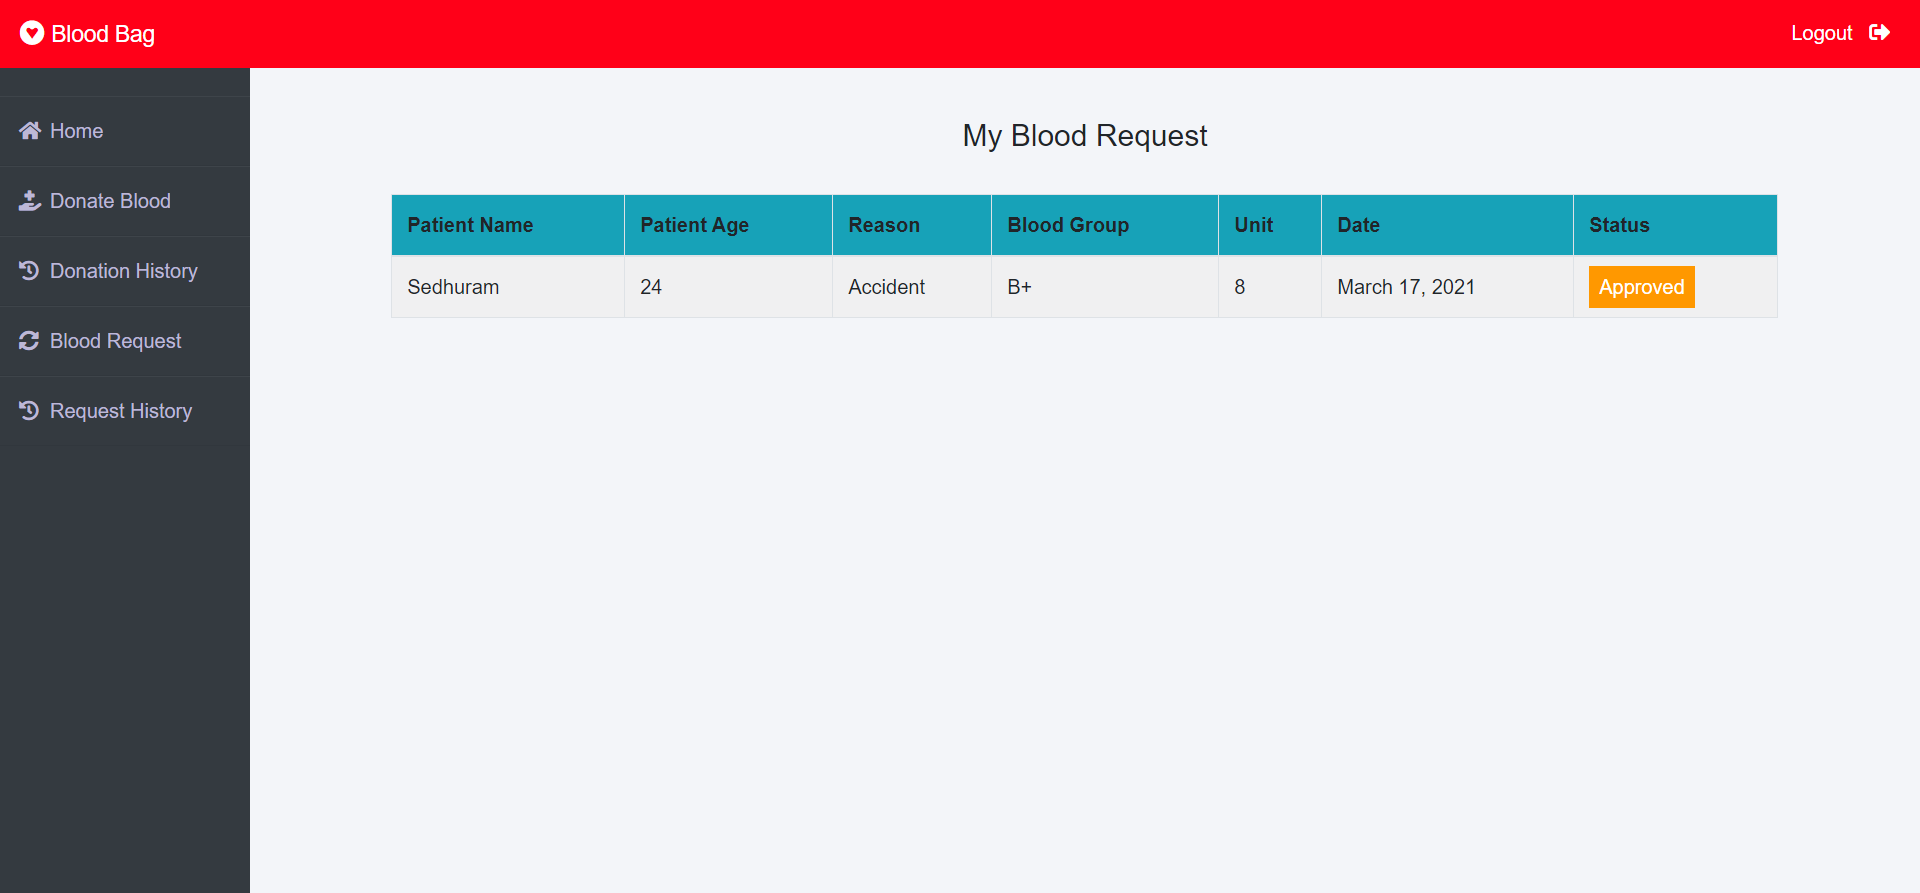 Blood Bag
Logout
Home
Donate Blood
Donation History
Blood Request
Request History
My Blood Request
Patient Name Patient Age Reason Blood Group Unit Date Status
Sedhuram 24 Accident B+ 8 March 17, 2021 Approved